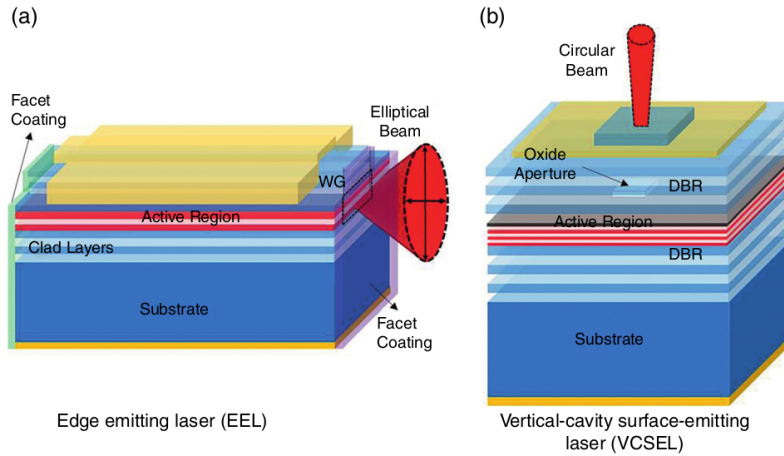 (a)
Facet
Coating
Elliptical
Beam
WG
Active Region
Clad Layers
Substrate
Facet
Coating
Edge emitting laser (EEL)
(b)
Circular
Beam
Oxide
Aperture
DBR
Active Region
DBR
Substrate
Vertical-cavity surface-emitting
laser (VCSEL)